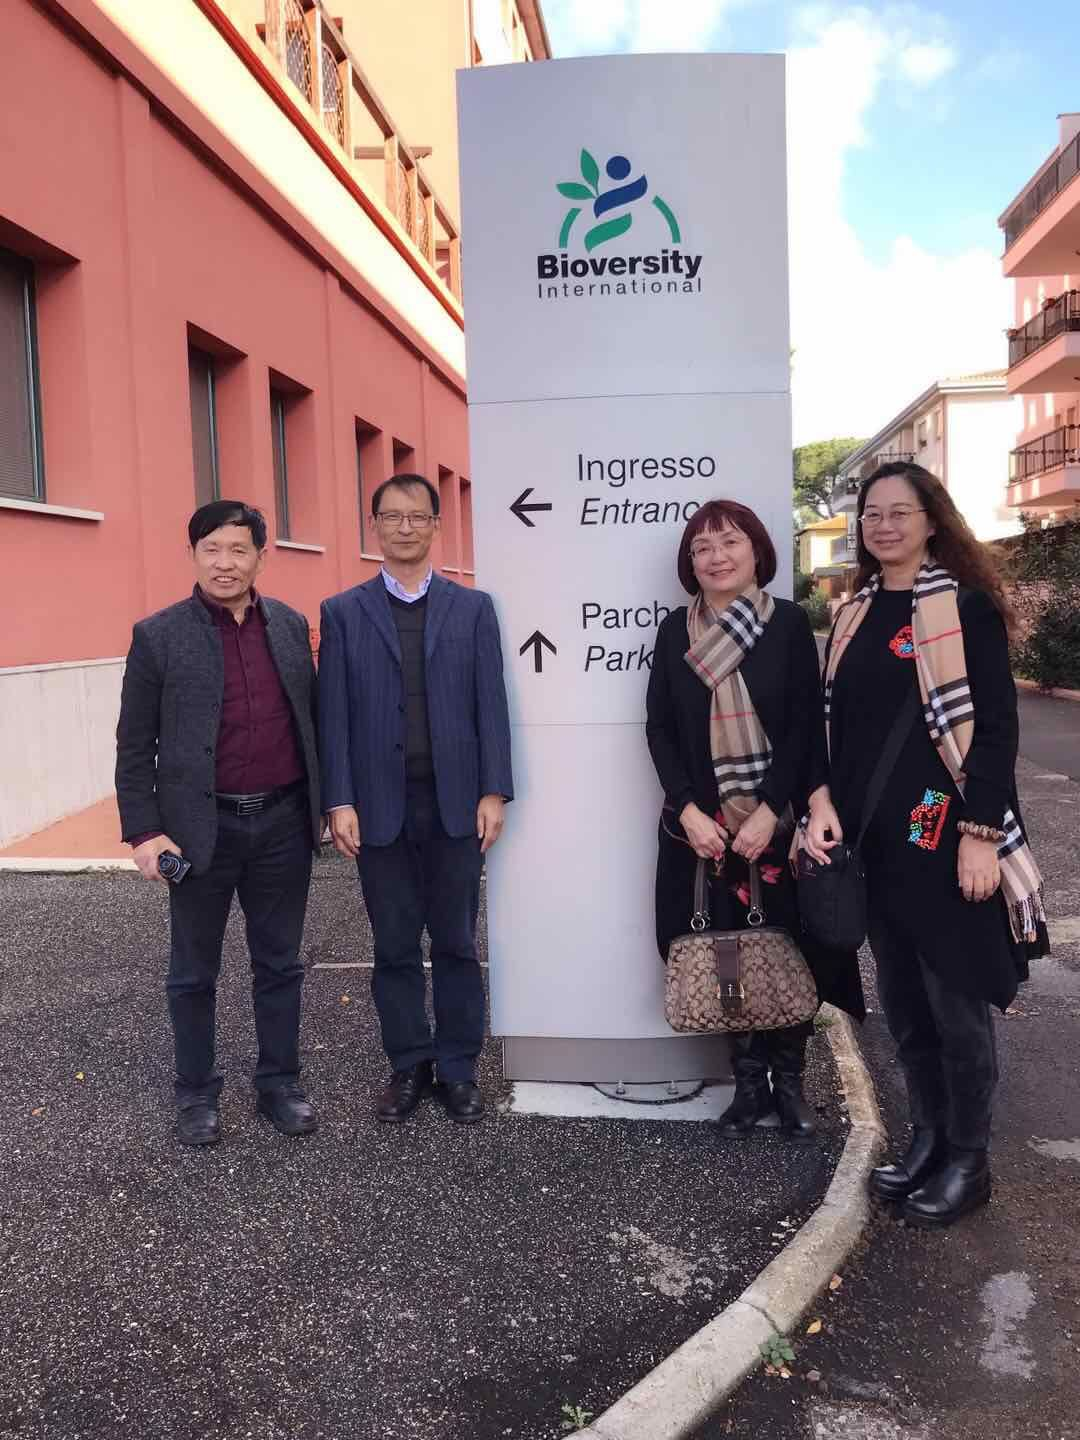 Bioversity
International
Ingresso
Entranc
Parch
Park